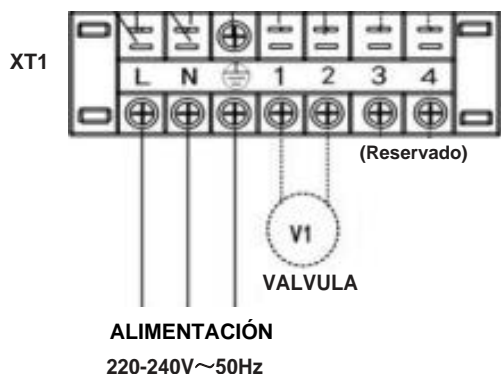 XT1
L N 1 2 3 4
(Reservado)
V1
VALVULA
ALIMENTACIÓN
220-240V～50Hz